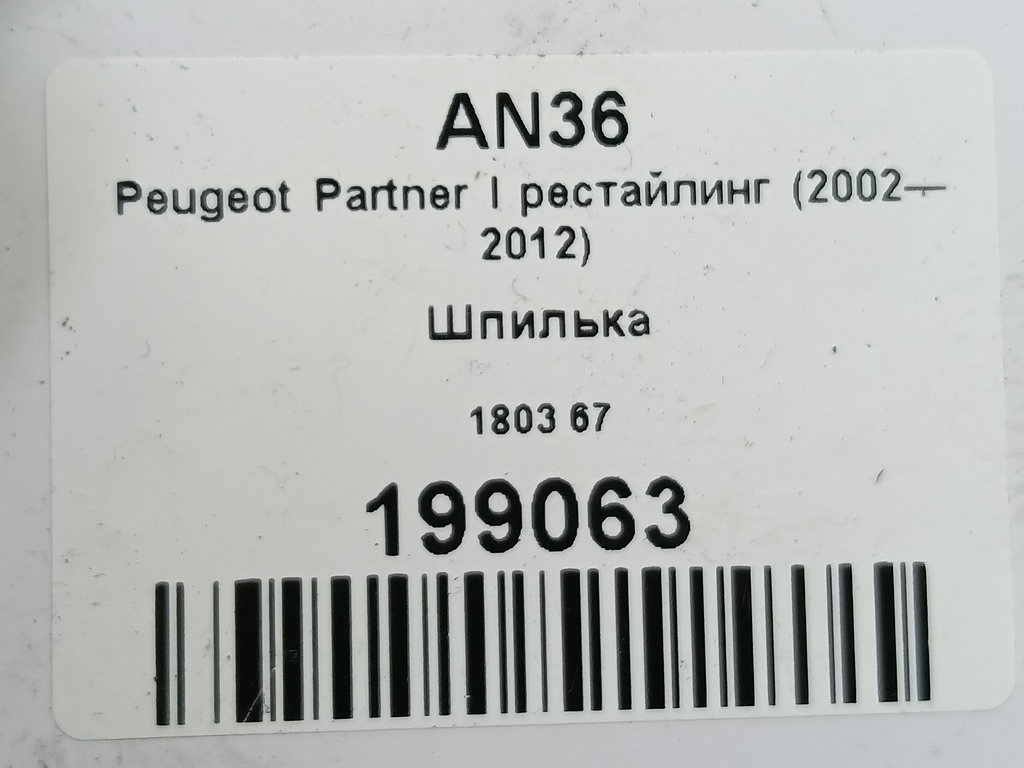 AN36
Peugeot Partner I рестайлинг (2002—
2012)
Шпилька
1803 67
199063